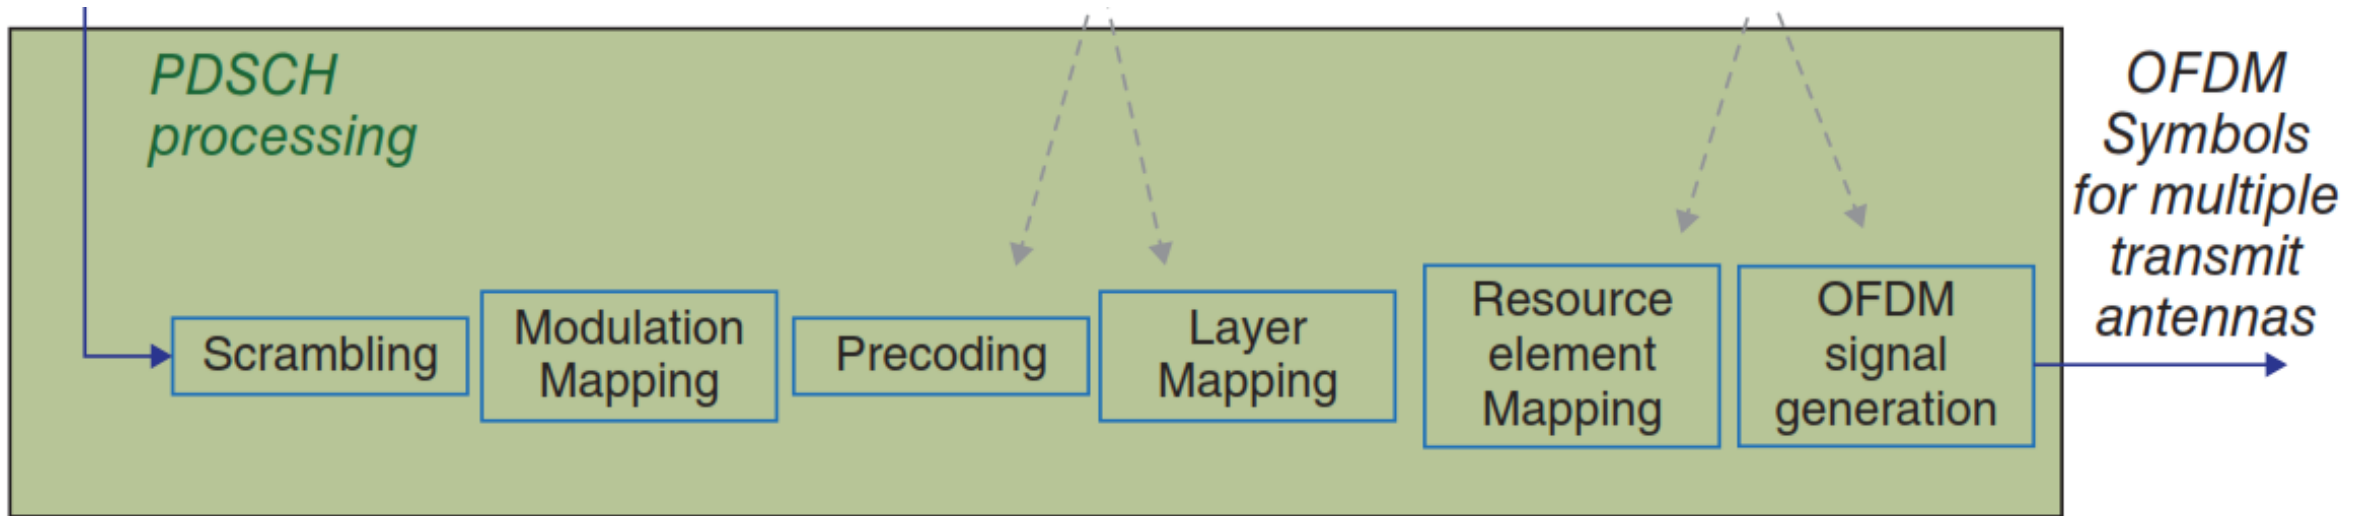 PDSCH
processing
Scrambling
Modulation
Mapping
Precoding
Layer
Mapping
Resource
element
Mapping
OFDM
signal
generation
OFDM
Symbols
for multiple
transmit
antennas